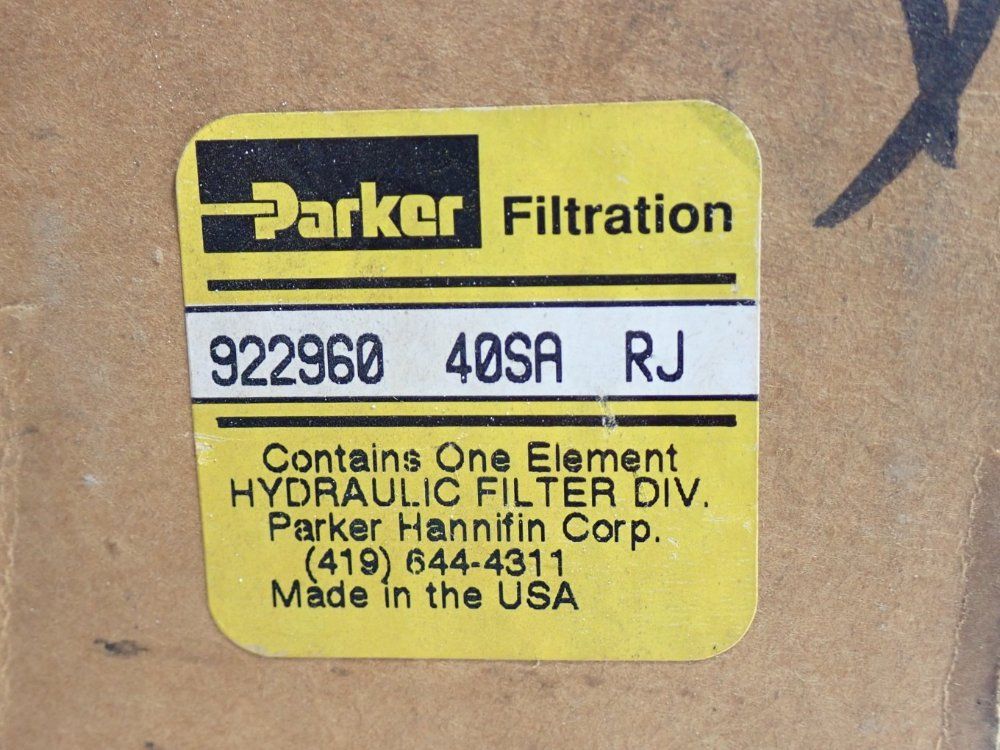 Parker Filtration
922960 40SA RJ
Contains One Element
HYDRAULIC FILTER DIV.
Parker Hannifin Corp.
(419) 644-4311
Made in the USA